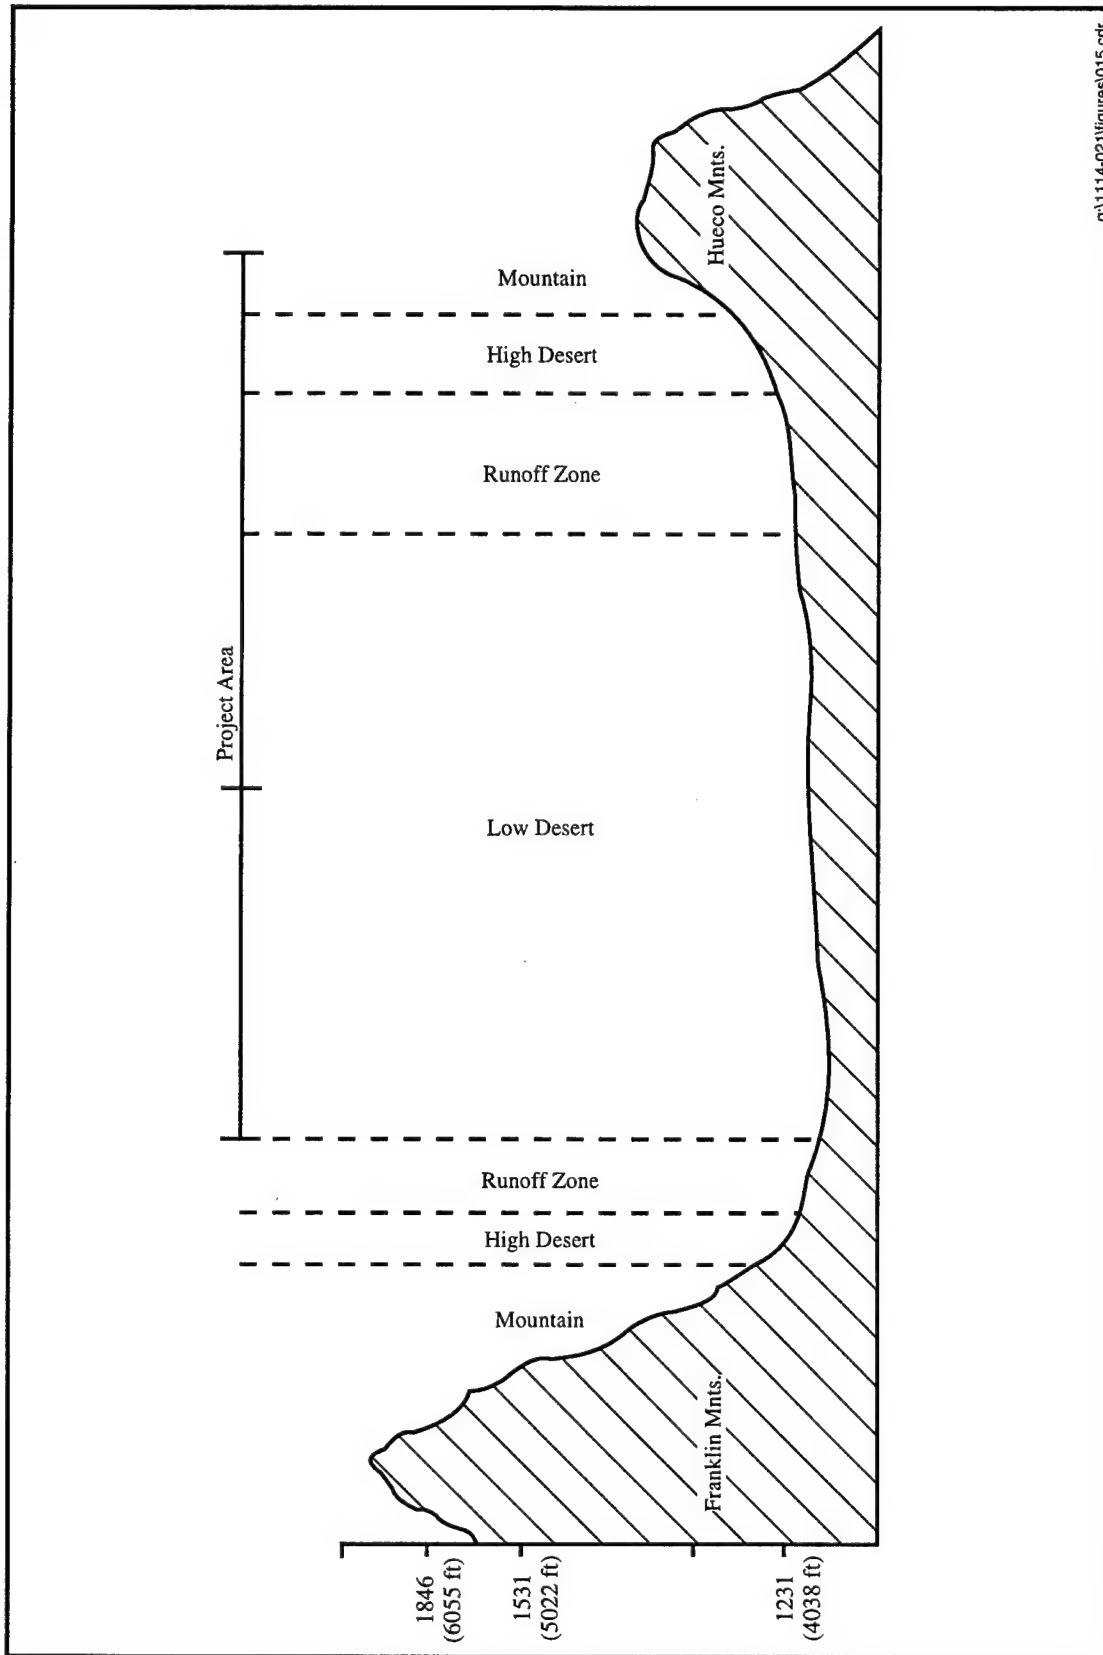 Project Area
Mountain
High Desert
Runoff Zone
Low Desert
Runoff Zone
High Desert
Mountain
Hueco Mnts.
Franklin Mnts.
1846
(6055 ft)
1531
(5022 ft)
1231
(4038 ft)